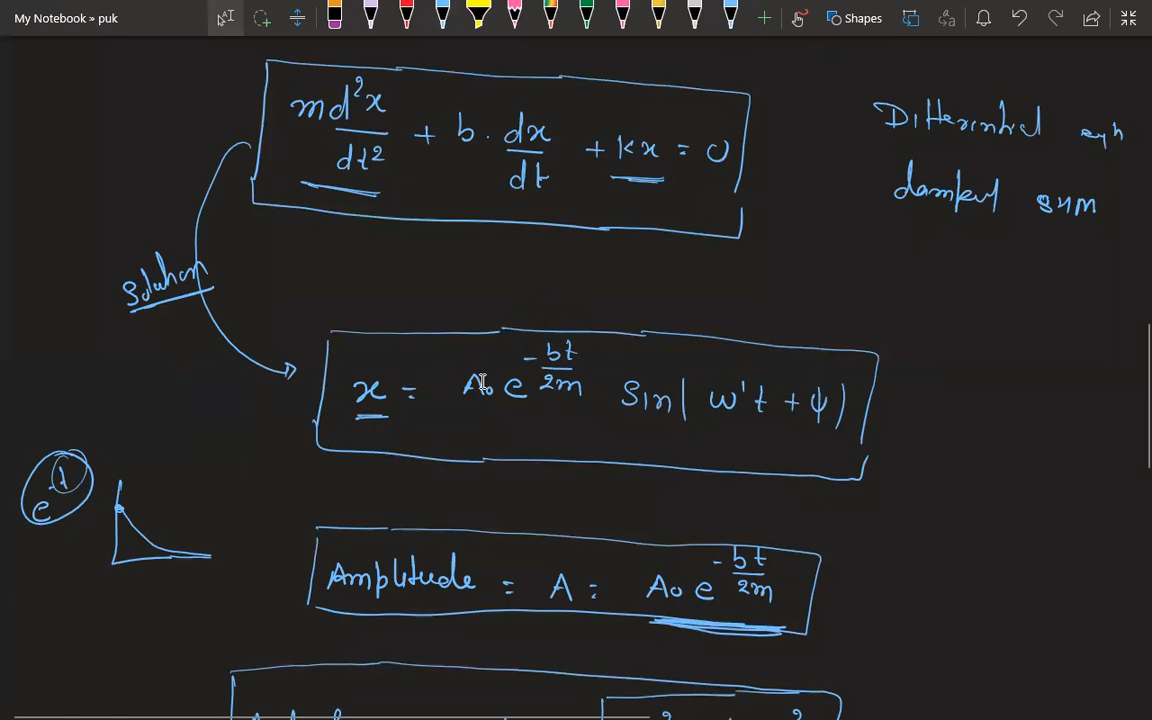 My Notebook » puk
Shapes
md²x/dt² + b · dx/dt + kx = 0
Differential eqn
damped SHM
Solution
x = A₀ e^(-bt/2m) Sin( ω't + ψ)
e^-λ
Amplitude = A = A₀ e^(-bt/2m)